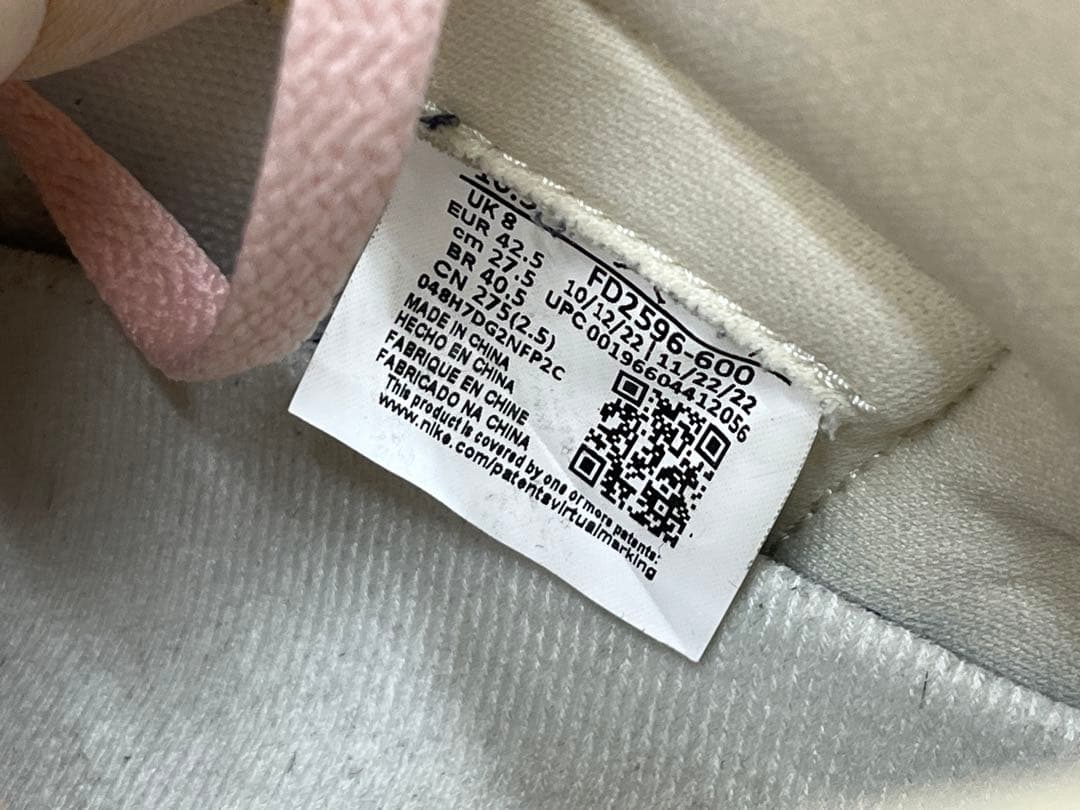 10.5
UK 8
EUR 42.5
cm 27.5
BR 40.5
CN 275(2.5)
048H7DG2NFP2C
MADE IN CHINA
HECHO EN CHINA
FABRIQUE EN CHINE
FABRICADO NA CHINA
This product is covered by one or more patents:
www.nike.com/patentsvirtualmarking
FD2596-600
10/12/22 | 11/22/22
UPC 00196604412056